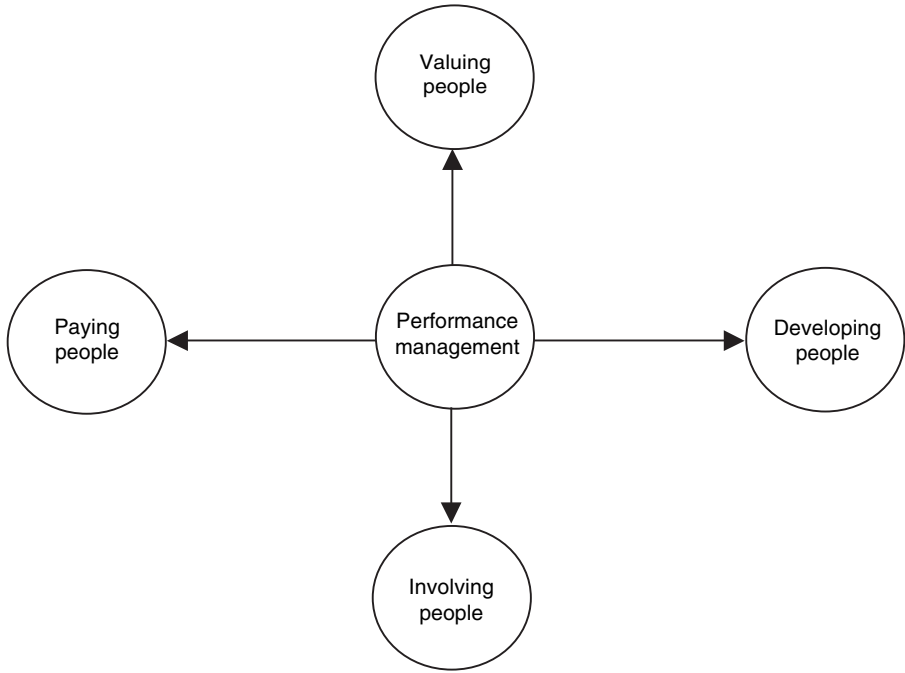 Valuing
people
Paying
people
Performance
management
Developing
people
Involving
people